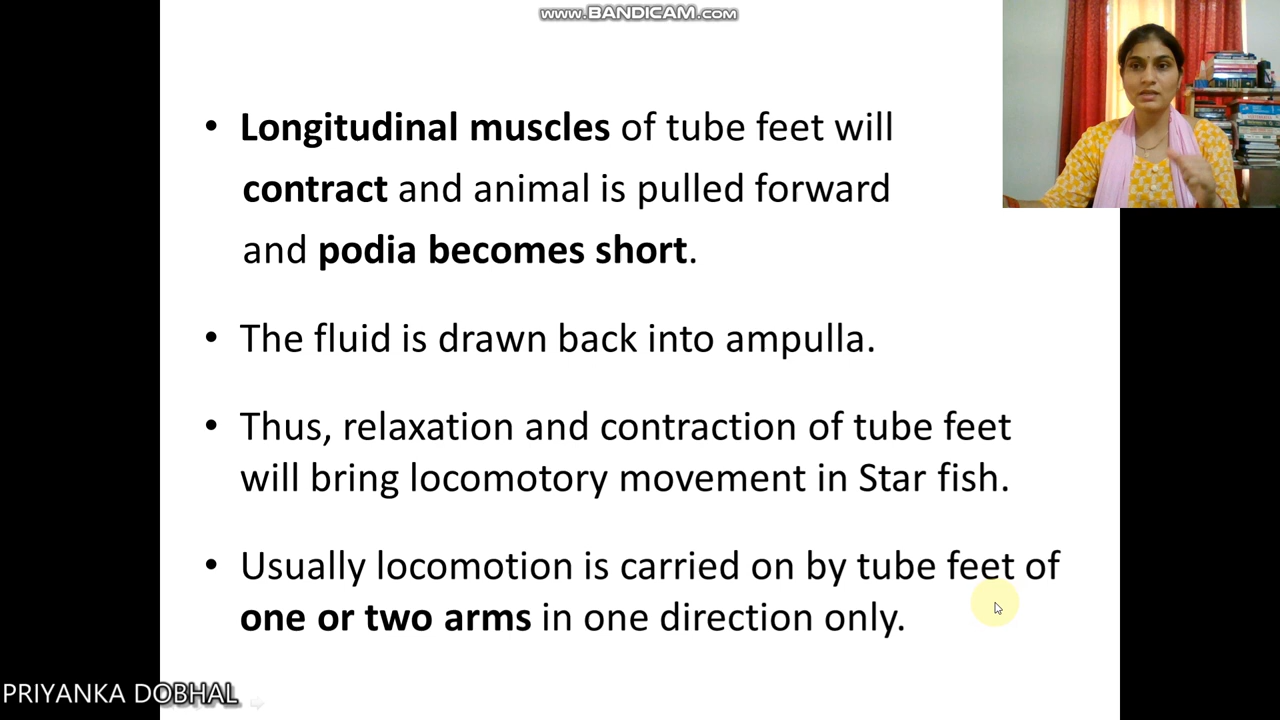 www.BANDICAM.com
• Longitudinal muscles of tube feet will
contract and animal is pulled forward
and podia becomes short.
• The fluid is drawn back into ampulla.
• Thus, relaxation and contraction of tube feet
will bring locomotory movement in Star fish.
• Usually locomotion is carried on by tube feet of
one or two arms in one direction only.
PRIYANKA DOBHAL